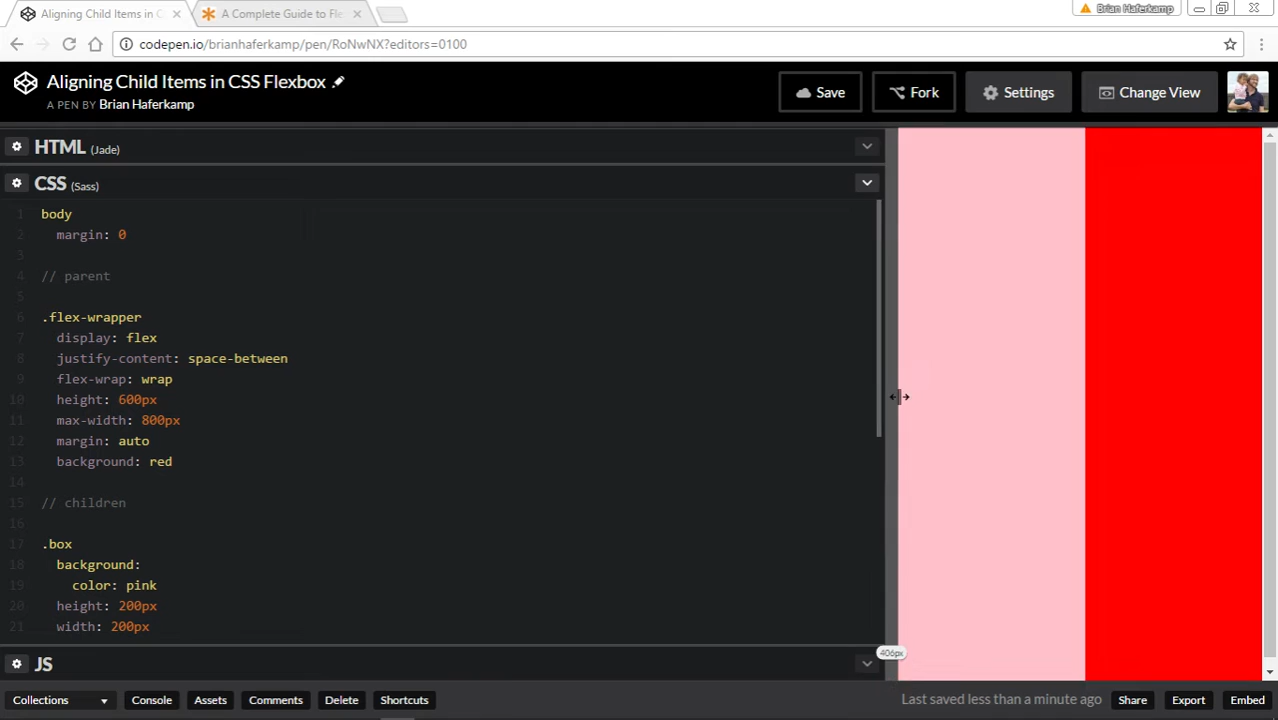 Aligning Child Items in C
A Complete Guide to Fle
Brian Haferkamp
codepen.io/brianhaferkamp/pen/RoNwNX?editors=0100
Aligning Child Items in CSS Flexbox
A PEN BY Brian Haferkamp
Save
Fork
Settings
Change View
HTML (Jade)
CSS (Sass)
1 body
2 margin: 0
3
4 // parent
5
6 .flex-wrapper
7 display: flex
8 justify-content: space-between
9 flex-wrap: wrap
10 height: 600px
11 max-width: 800px
12 margin: auto
13 background: red
14
15 // children
16
17 .box
18 background:
19 color: pink
20 height: 200px
21 width: 200px
406px
JS
Collections
Console
Assets
Comments
Delete
Shortcuts
Last saved less than a minute ago
Share
Export
Embed